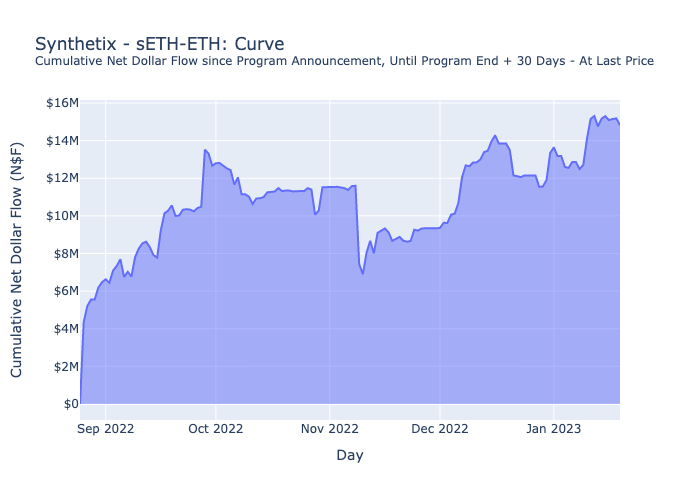 Synthetix - sETH-ETH: Curve
Cumulative Net Dollar Flow since Program Announcement, Until Program End + 30 Days - At Last Price
Cumulative Net Dollar Flow (N$F)
$16M
$14M
$12M
$10M
$8M
$6M
$4M
$2M
$0
Sep 2022
Oct 2022
Nov 2022
Dec 2022
Jan 2023
Day